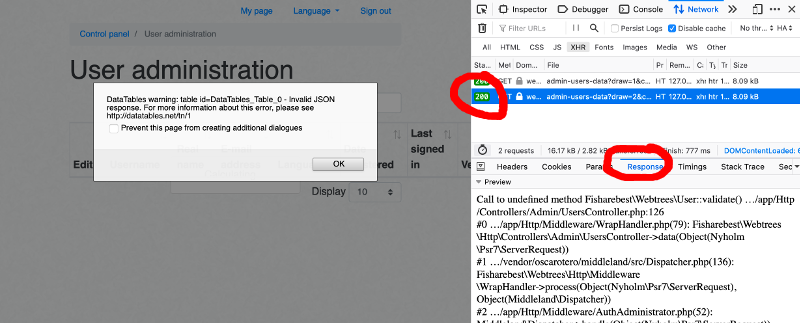 My page
Language
Sign out
Control panel / User administration
User administration
DataTables warning: table id=DataTables_Table_0 - Invalid JSON
response. For more information about this error, please see
http://datatables.net/tn/1
Prevent this page from creating additional dialogues
OK
Last
signed
in
Display 10
Inspector Debugger Console Network
Filter URLs Persist Logs Disable cache No thr… HA
All HTML CSS JS XHR Fonts Images Media WS Other
Sta… Me Dom… File Pr Rem… Ca Ty Tr Size
200 GET we… admin-users-data?draw=1&c… HT 127.0… xhr htr 1… 8.09 kB
200 we… admin-users-data?draw=2&c… HT 127.0… xhr htr 1… 8.09 kB
2 requests 16.17 kB / 2.82 kB Finish: 777 ms DOMContentLoaded: 6
Headers Cookies Params Response Timings Stack Trace Sec
Preview
Call to undefined method Fisharebest\Webtrees\User::validate() …/app/Http
/Controllers/Admin/UsersController.php:126
#0 …/app/Http/Middleware/WrapHandler.php(79): Fisharebest\Webtrees
\Http\Controllers\Admin\UsersController->data(Object(Nyholm
\Psr7\ServerRequest))
#1 …/vendor/oscarotero/middleland/src/Dispatcher.php(136):
Fisharebest\Webtrees\Http\Middleware
\WrapHandler->process(Object(Nyholm\Psr7\ServerRequest),
Object(Middleland\Dispatcher))
#2 …/app/Http/Middleware/AuthAdministrator.php(52):